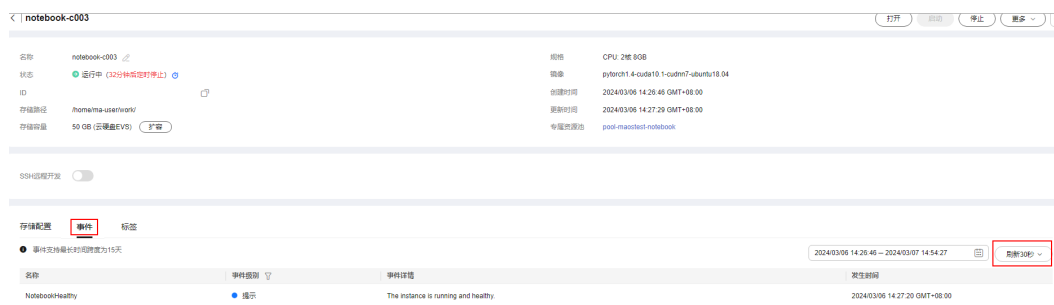 notebook-c003 打开 启动 停止 更多
名称 notebook-c003 规格 CPU: 2核 8GB
状态 运行中 (32分钟后定时停止) 镜像 pytorch1.4-cuda10.1-cudnn7-ubuntu18.04
ID 创建时间 2024/03/06 14:26:46 GMT+08:00
存储路径 /home/ma-user/work/ 更新时间 2024/03/06 14:27:29 GMT+08:00
存储容量 50 GB (云硬盘EVS) 扩容 专属资源池 pool-maostest-notebook
SSH远程开发
存储配置 事件 标签
事件支持最长时间跨度为15天 2024/03/06 14:26:46 – 2024/03/07 14:54:27 刷新30秒
名称 事件级别 事件详情 发生时间
NotebookHealthy 提示 The instance is running and healthy. 2024/03/06 14:27:20 GMT+08:00